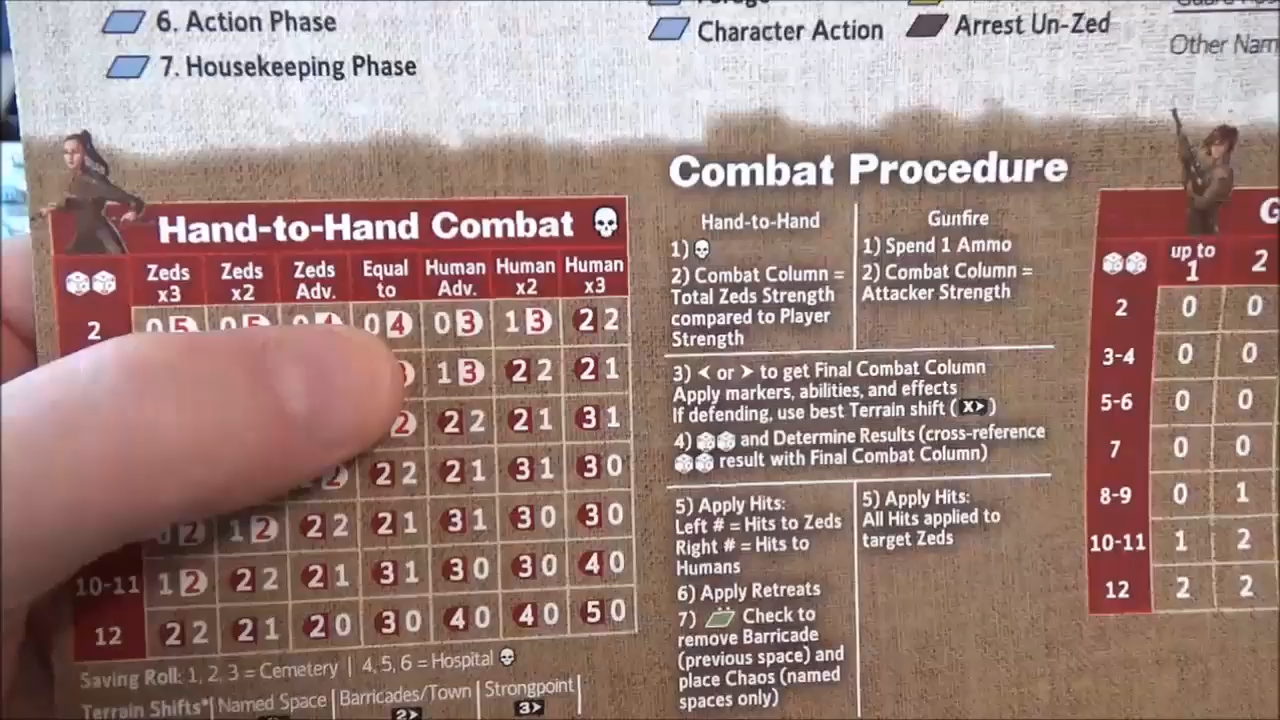 6. Action Phase
7. Housekeeping Phase
Character Action
Arrest Un-Zed
Other Nam
Hand-to-Hand Combat
Zeds x3 Zeds x2 Zeds Adv. Equal to Human Adv. Human x2 Human x3
2 0 5 0 5 0 4 0 4 0 3 1 3 2 2
1 3 2 2 2 1
2 2 2 2 1 3 1
2 2 2 2 1 3 1 3 0
2 1 2 2 2 2 1 3 1 3 0 3 0
10-11 1 2 2 2 2 1 3 1 3 0 3 0 4 0
12 2 2 2 1 2 0 3 0 4 0 4 0 5 0
Saving Roll: 1, 2, 3 = Cemetery | 4, 5, 6 = Hospital
Terrain Shifts* Named Space Barricades/Town Strongpoint
2> 3>
Combat Procedure
Hand-to-Hand
1)
2) Combat Column =
Total Zeds Strength
compared to Player
Strength
Gunfire
1) Spend 1 Ammo
2) Combat Column =
Attacker Strength
3) < or > to get Final Combat Column
Apply markers, abilities, and effects
If defending, use best Terrain shift (X>)
4) and Determine Results (cross-reference
result with Final Combat Column)
5) Apply Hits:
Left # = Hits to Zeds
Right # = Hits to
Humans
6) Apply Retreats
7) Check to
remove Barricade
(previous space) and
place Chaos (named
spaces only)
5) Apply Hits:
All Hits applied to
target Zeds
G
up to 1 2
2 0 0
3-4 0 0
5-6 0 0
7 0 0
8-9 0 1
10-11 1 2
12 2 2